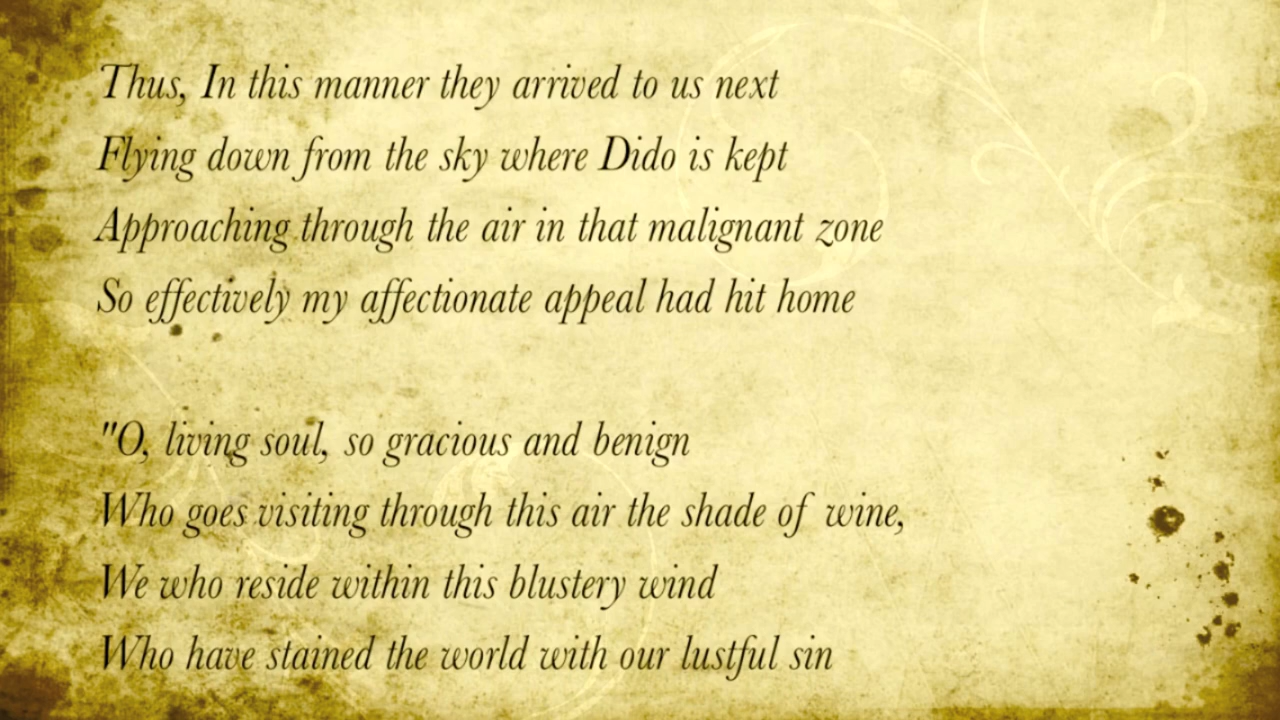 Thus, In this manner they arrived to us next
Flying down from the sky where Dido is kept
Approaching through the air in that malignant zone
So effectively my affectionate appeal had hit home
"O, living soul, so gracious and benign
Who goes visiting through this air the shade of wine,
We who reside within this blustery wind
Who have stained the world with our lustful sin